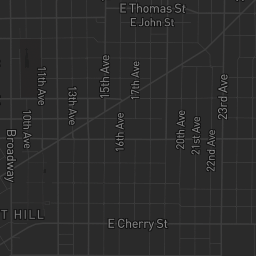 E Thomas St
E John St
11th Ave
10th Ave
13th Ave
15th Ave
17th Ave
16th Ave
20th Ave
21st Ave
22nd Ave
23rd Ave
Broadway
T HILL
E Cherry St